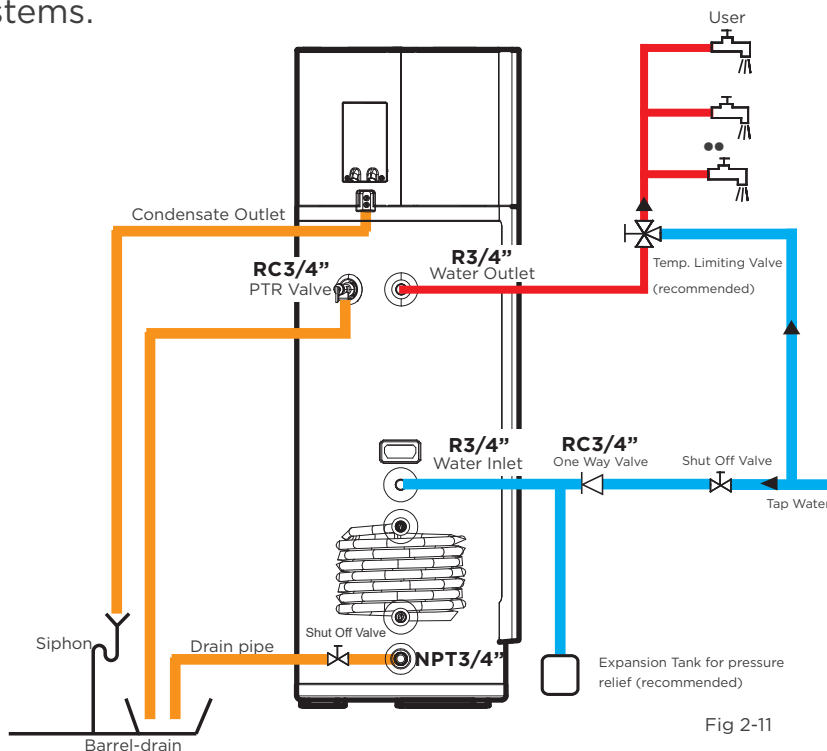 stems.
User
Condensate Outlet
RC3/4”
PTR Valve
R3/4”
Water Outlet
Temp. Limiting Valve
(recommended)
R3/4”
Water Inlet
RC3/4”
One Way Valve
Shut Off Valve
Tap Water
Shut Off Valve
Siphon
Drain pipe
NPT3/4”
Expansion Tank for pressure
relief (recommended)
Fig 2-11
Barrel-drain